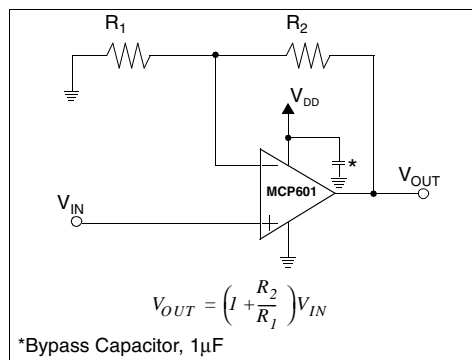 R1 R2
VDD
*
− MCP601 VOUT
VIN +
VOUT = (1 + R2/R1) VIN
*Bypass Capacitor, 1μF